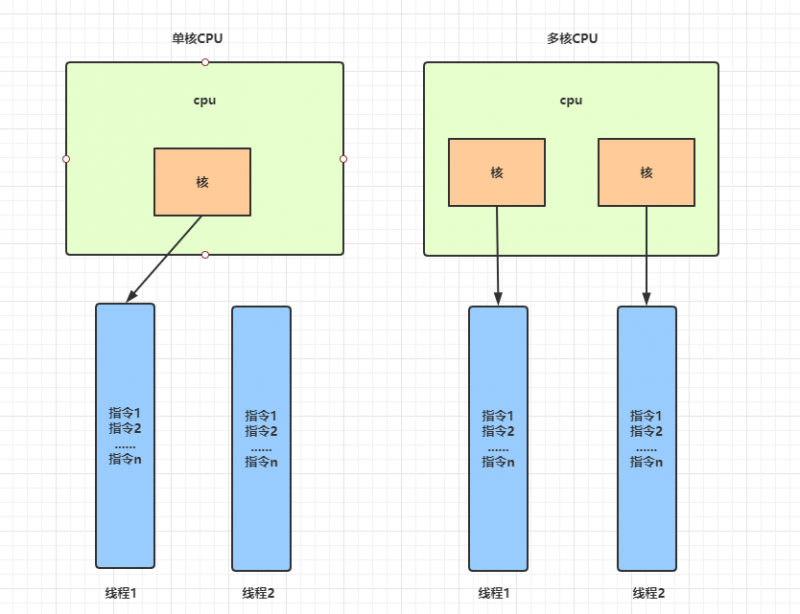 单核CPU
cpu
核
指令1
指令2
......
指令n
线程1
指令1
指令2
......
指令n
线程2
多核CPU
cpu
核
核
指令1
指令2
......
指令n
线程1
指令1
指令2
......
指令n
线程2